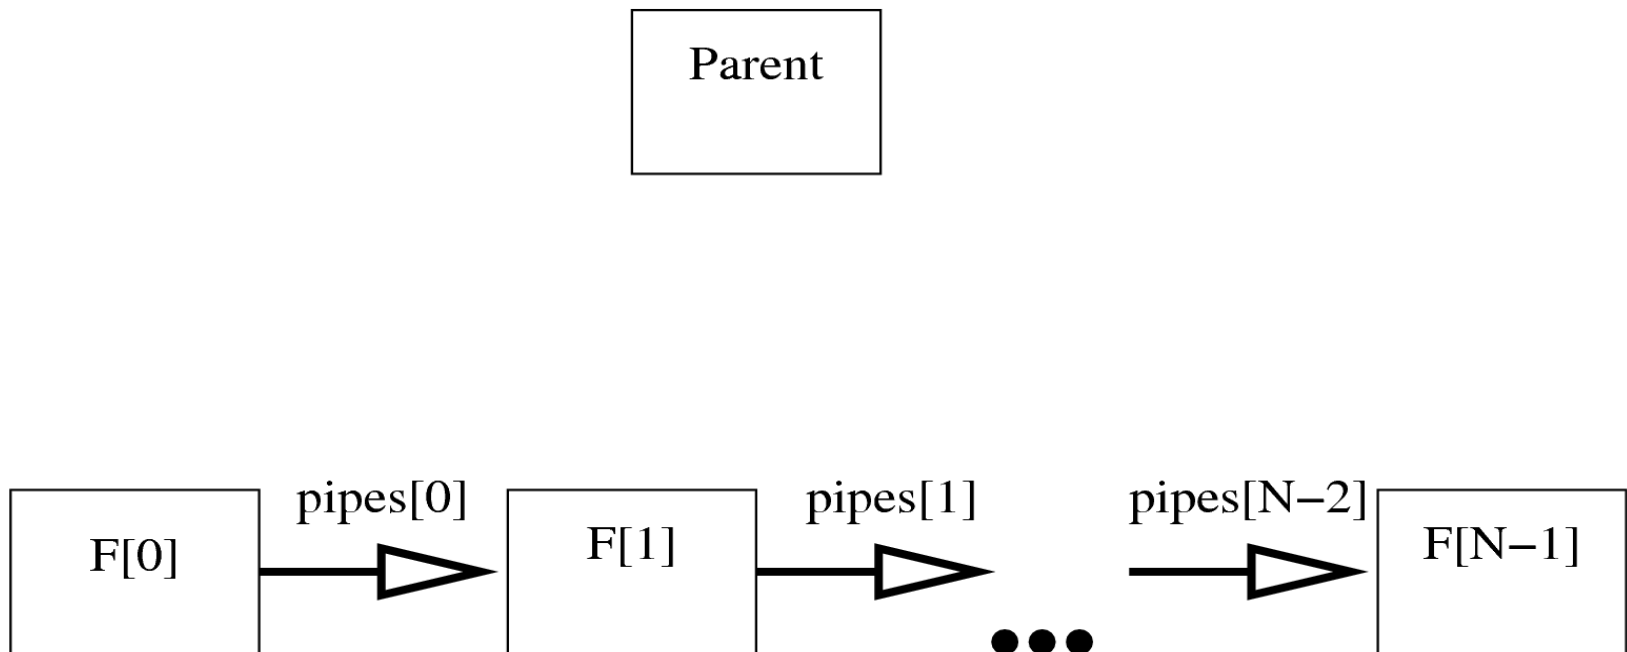 Parent
pipes[0]
pipes[1]
pipes[N−2]
F[0]
F[1]
F[N−1]